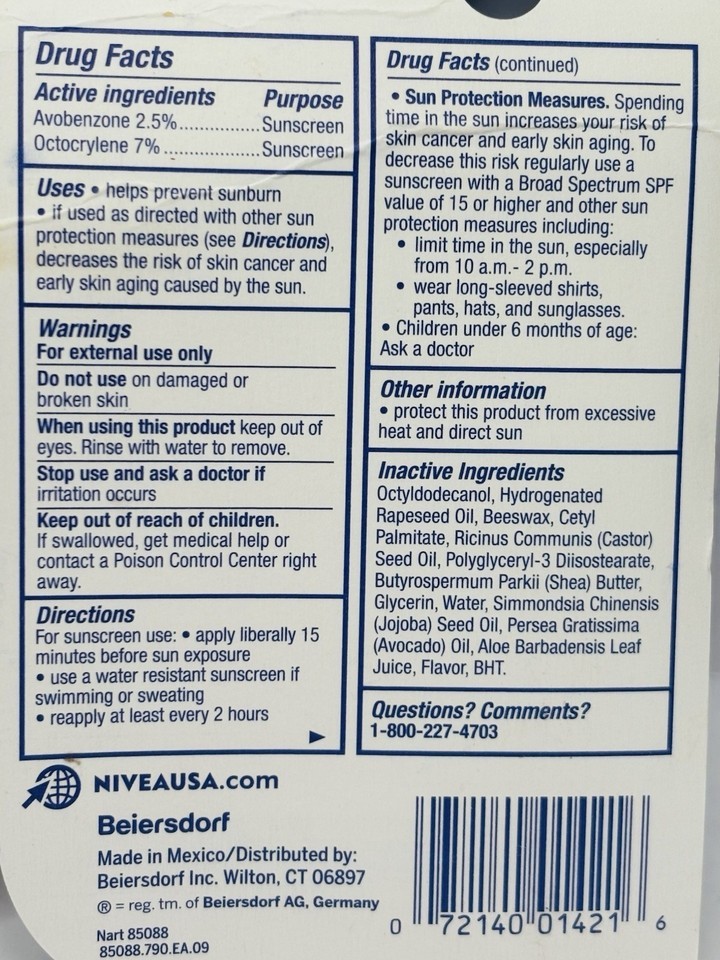 Drug Facts
Active ingredients Purpose
Avobenzone 2.5%................Sunscreen
Octocrylene 7%..................Sunscreen
Uses • helps prevent sunburn
• if used as directed with other sun
protection measures (see Directions),
decreases the risk of skin cancer and
early skin aging caused by the sun.
Warnings
For external use only
Do not use on damaged or
broken skin
When using this product keep out of
eyes. Rinse with water to remove.
Stop use and ask a doctor if
irritation occurs
Keep out of reach of children.
If swallowed, get medical help or
contact a Poison Control Center right
away.
Directions
For sunscreen use: • apply liberally 15
minutes before sun exposure
• use a water resistant sunscreen if
swimming or sweating
• reapply at least every 2 hours
Drug Facts (continued)
• Sun Protection Measures. Spending
time in the sun increases your risk of
skin cancer and early skin aging. To
decrease this risk regularly use a
sunscreen with a Broad Spectrum SPF
value of 15 or higher and other sun
protection measures including:
• limit time in the sun, especially
from 10 a.m.- 2 p.m.
• wear long-sleeved shirts,
pants, hats, and sunglasses.
• Children under 6 months of age:
Ask a doctor
Other information
• protect this product from excessive
heat and direct sun
Inactive Ingredients
Octyldodecanol, Hydrogenated
Rapeseed Oil, Beeswax, Cetyl
Palmitate, Ricinus Communis (Castor)
Seed Oil, Polyglyceryl-3 Diisostearate,
Butyrospermum Parkii (Shea) Butter,
Glycerin, Water, Simmondsia Chinensis
(Jojoba) Seed Oil, Persea Gratissima
(Avocado) Oil, Aloe Barbadensis Leaf
Juice, Flavor, BHT.
Questions? Comments?
1-800-227-4703
NIVEAUSA.com
Beiersdorf
Made in Mexico/Distributed by:
Beiersdorf Inc. Wilton, CT 06897
® = reg. tm. of Beiersdorf AG, Germany
Nart 85088
85088.790.EA.09
0 72140 01421 6